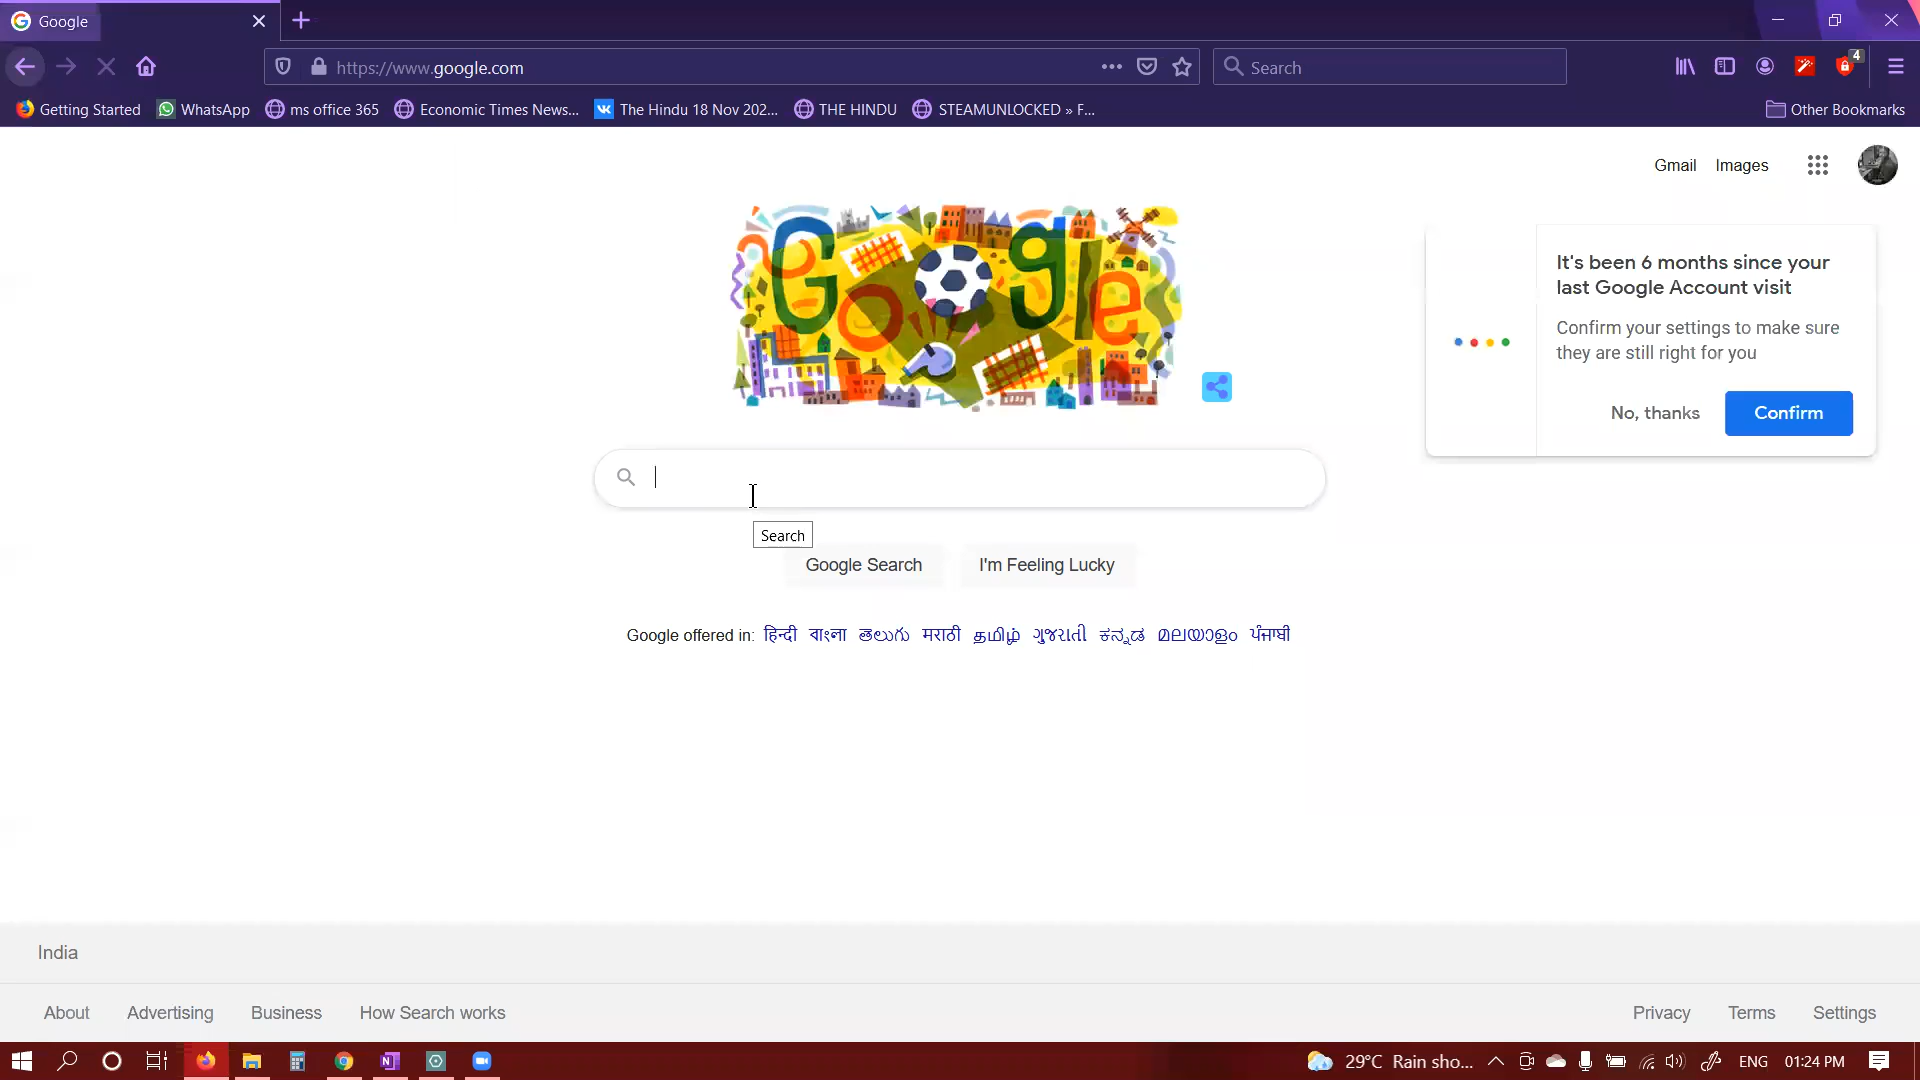 Google
https://www.google.com
Search
4
Getting Started
WhatsApp
ms office 365
Economic Times News...
The Hindu 18 Nov 202...
THE HINDU
STEAMUNLOCKED » F...
Other Bookmarks
Gmail
Images
Google
It's been 6 months since your
last Google Account visit
Confirm your settings to make sure
they are still right for you
No, thanks
Confirm
Search
Google Search
I'm Feeling Lucky
Google offered in: हिन्दी বাংলা తెలుగు मराठी தமிழ் ગુજરાતી ಕನ್ನಡ മലയാളം ਪੰਜਾਬੀ
India
About
Advertising
Business
How Search works
Privacy
Terms
Settings
29°C Rain sho...
ENG
01:24 PM